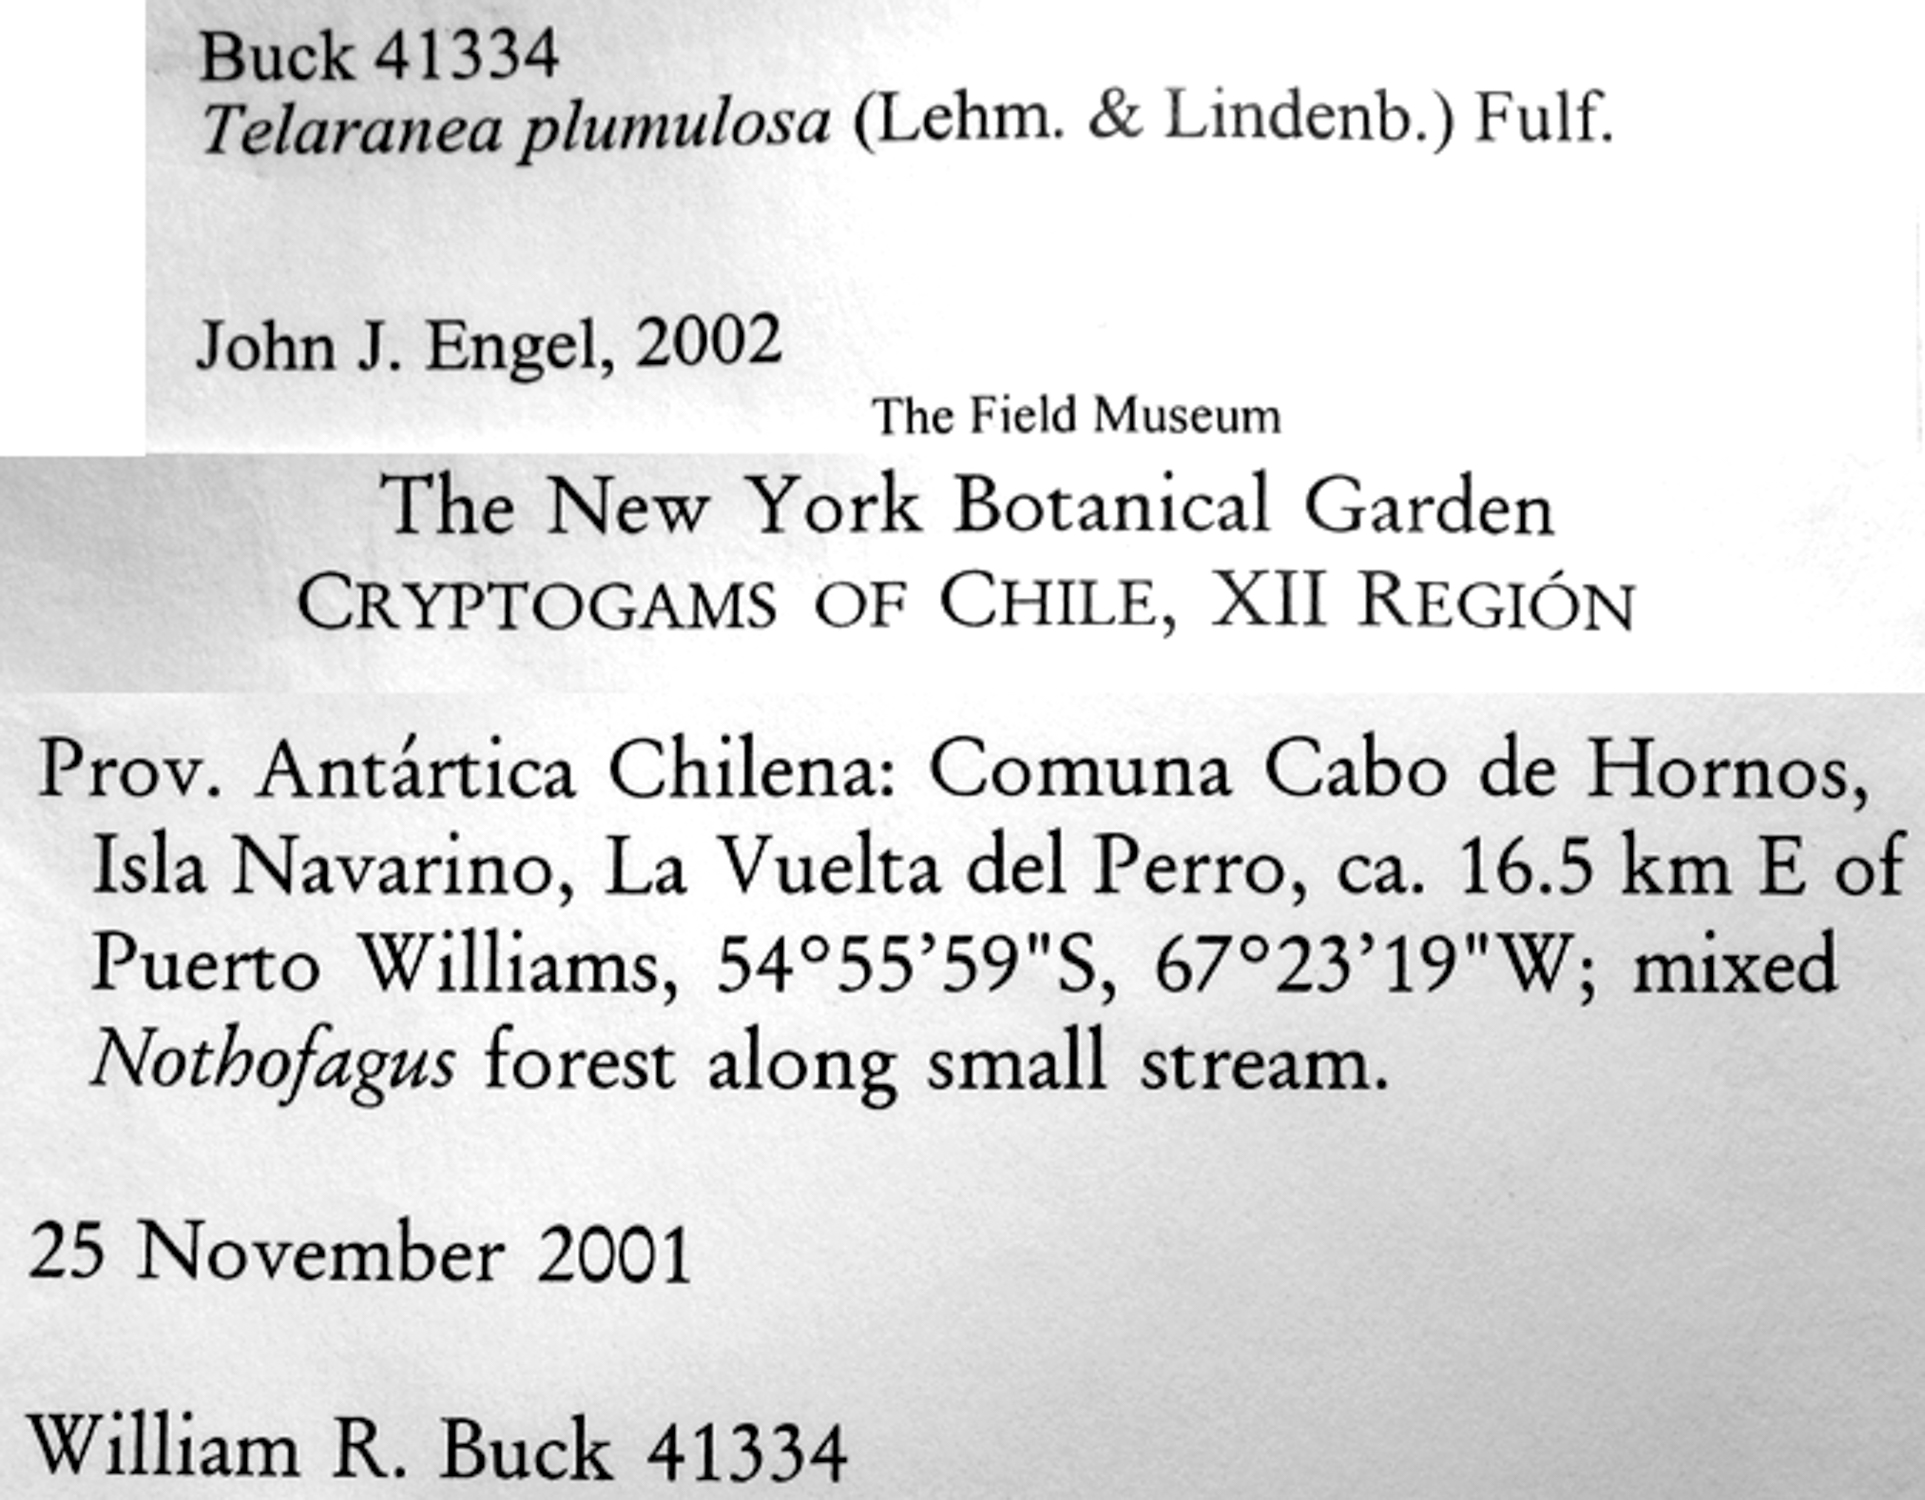 Buck 41334
Telaranea plumulosa (Lehm. & Lindenb.) Fulf.
John J. Engel, 2002
The Field Museum
The New York Botanical Garden
CRYPTOGAMS OF CHILE, XII REGIÓN
Prov. Antártica Chilena: Comuna Cabo de Hornos,
Isla Navarino, La Vuelta del Perro, ca. 16.5 km E of
Puerto Williams, 54°55’59"S, 67°23’19"W; mixed
Nothofagus forest along small stream.
25 November 2001
William R. Buck 41334